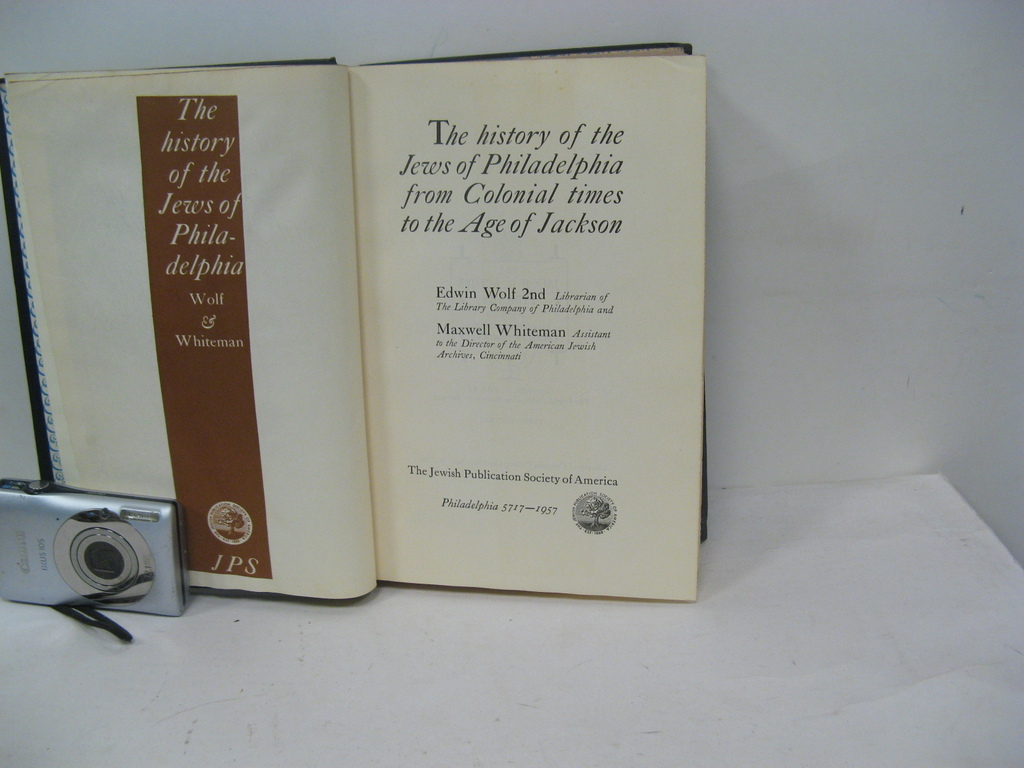 The
history
of the
Jews of
Phila-
delphia
Wolf
&
Whiteman
JPS
The history of the
Jews of Philadelphia
from Colonial times
to the Age of Jackson
Edwin Wolf 2nd Librarian of
The Library Company of Philadelphia and
Maxwell Whiteman Assistant
to the Director of the American Jewish
Archives, Cincinnati
The Jewish Publication Society of America
Philadelphia 5717—1957
Canon